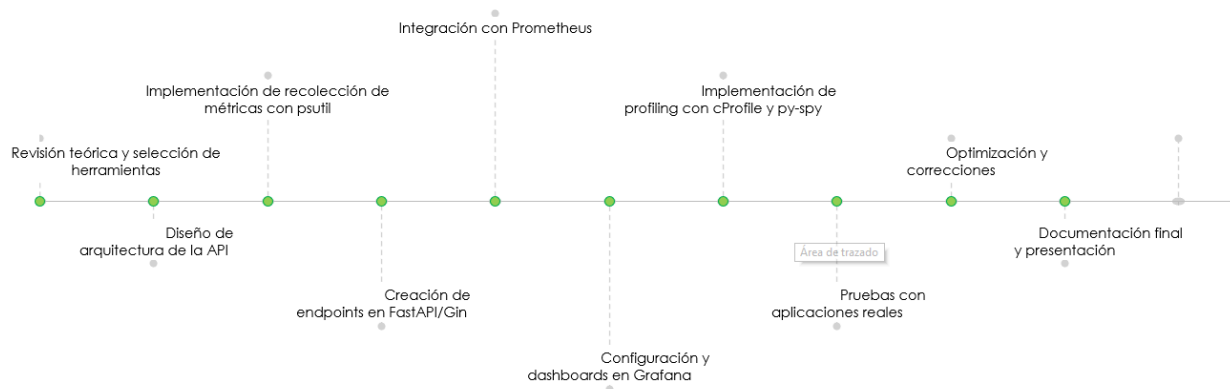 Integración con Prometheus
Implementación de recolección de
métricas con psutil
Implementación de
profiling con cProfile y py-spy
Revisión teórica y selección de
herramientas
Optimización y
correcciones
Diseño de
arquitectura de la API
Documentación final
y presentación
Área de trazado
Creación de
endpoints en FastAPI/Gin
Pruebas con
aplicaciones reales
Configuración y
dashboards en Grafana